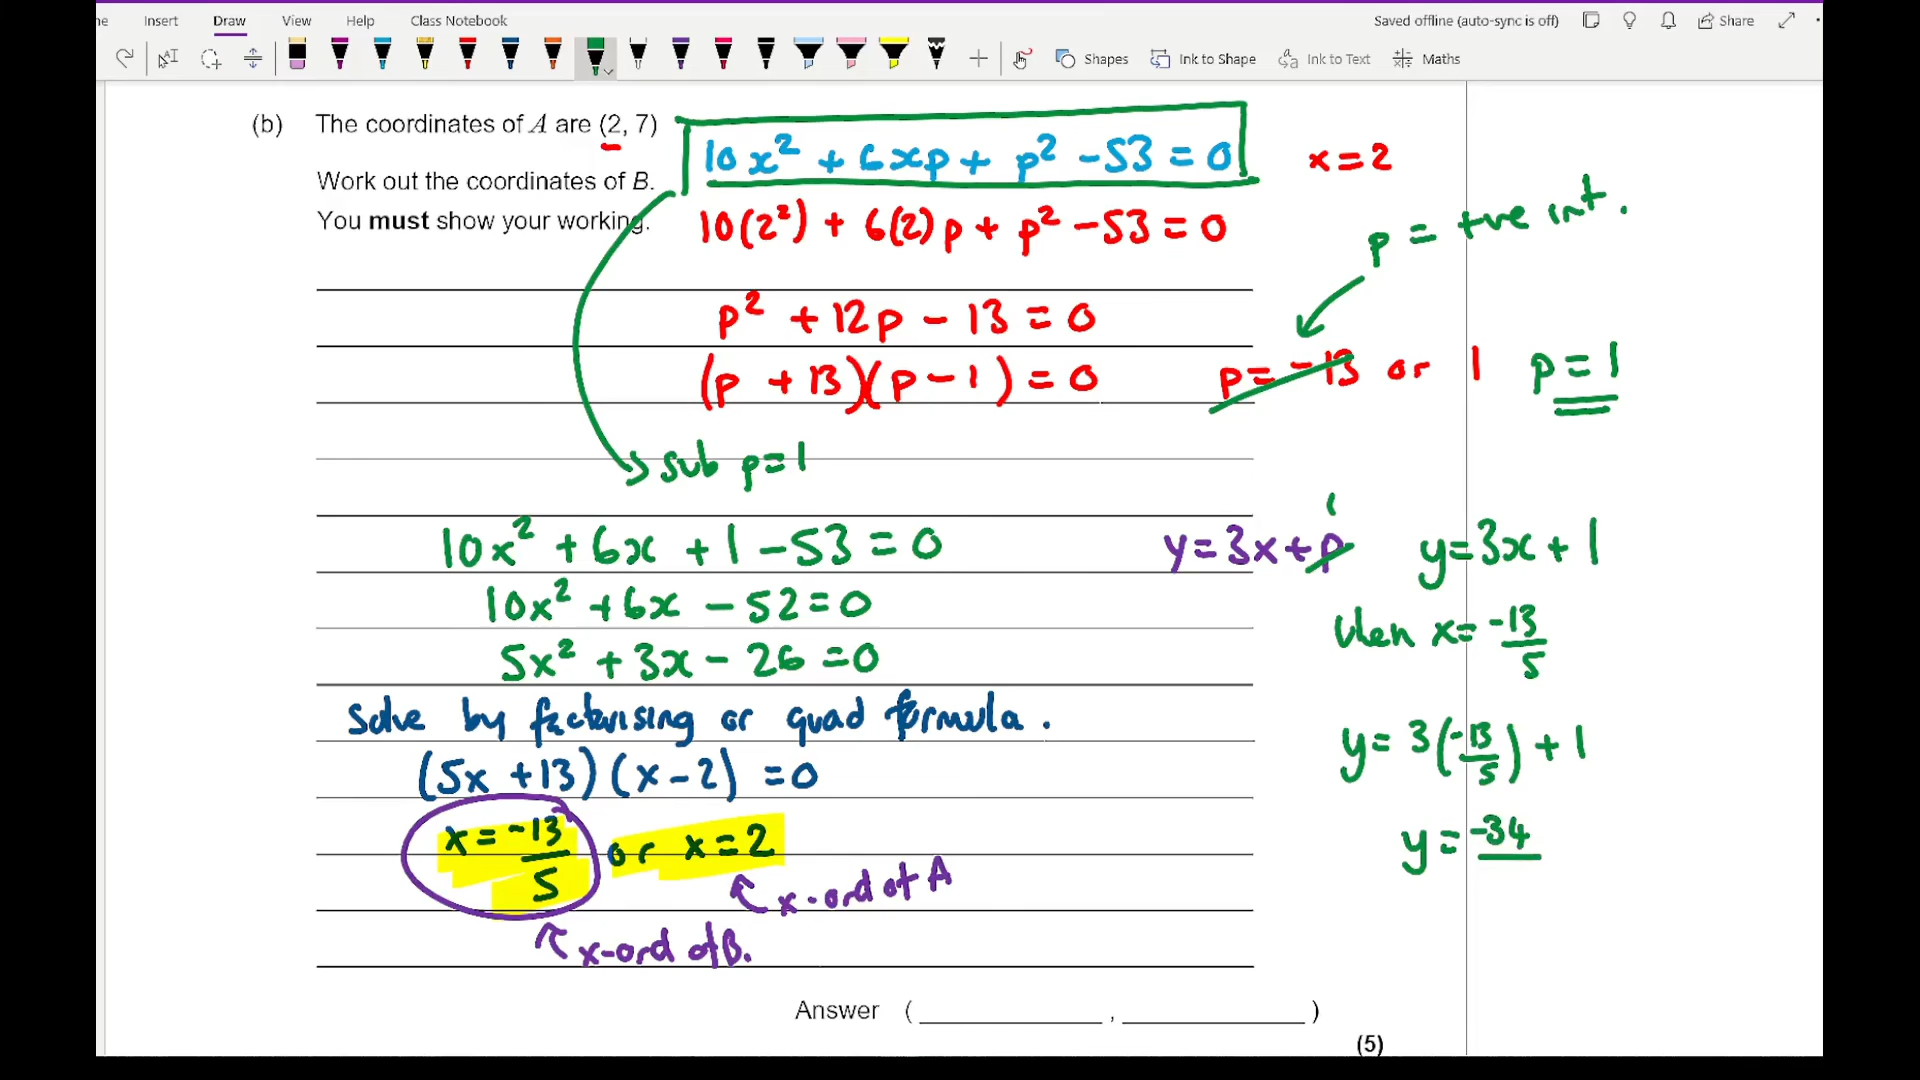 ne Insert Draw View Help Class Notebook Saved offline (auto-sync is off) Share
Shapes Ink to Shape Ink to Text Maths
(b) The coordinates of A are (2, 7)
10x² + 6xp + p² - 53 = 0
x = 2
Work out the coordinates of B.
You must show your working.
10(2²) + 6(2)p + p² - 53 = 0
p = +ve int.
p² + 12p - 13 = 0
(p + 13)(p - 1) = 0
p = -13 or 1
p = 1
sub p = 1
10x² + 6x + 1 - 53 = 0
y = 3x + p
1
y = 3x + 1
10x² + 6x - 52 = 0
when x = -13/5
5x² + 3x - 26 = 0
solve by factorising or quad formula.
y = 3(-13/5) + 1
(5x + 13)(x - 2) = 0
x = -13/5 or x = 2
y = -34
x-ord of A
x-ord of B.
Answer ( ____________ , ____________ )
(5)